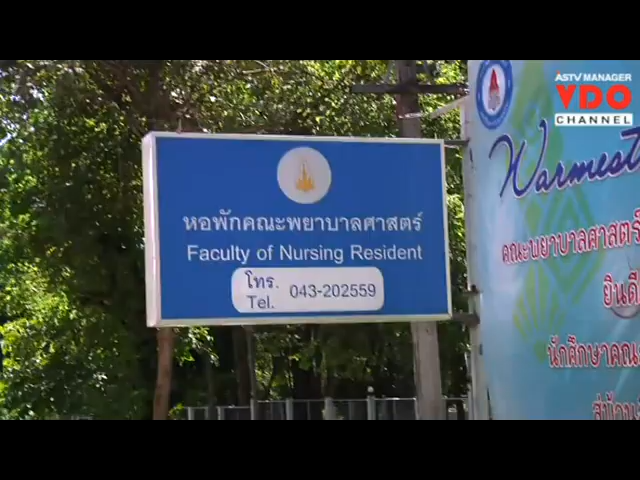 ASTV MANAGER
VDO
CHANNEL
หอพักคณะพยาบาลศาสตร์
Faculty of Nursing Resident
โทร.
Tel. 043-202559
Warmest
คณะพยาบาลศาสตร์
ยินดี
นักศึกษาคณะ